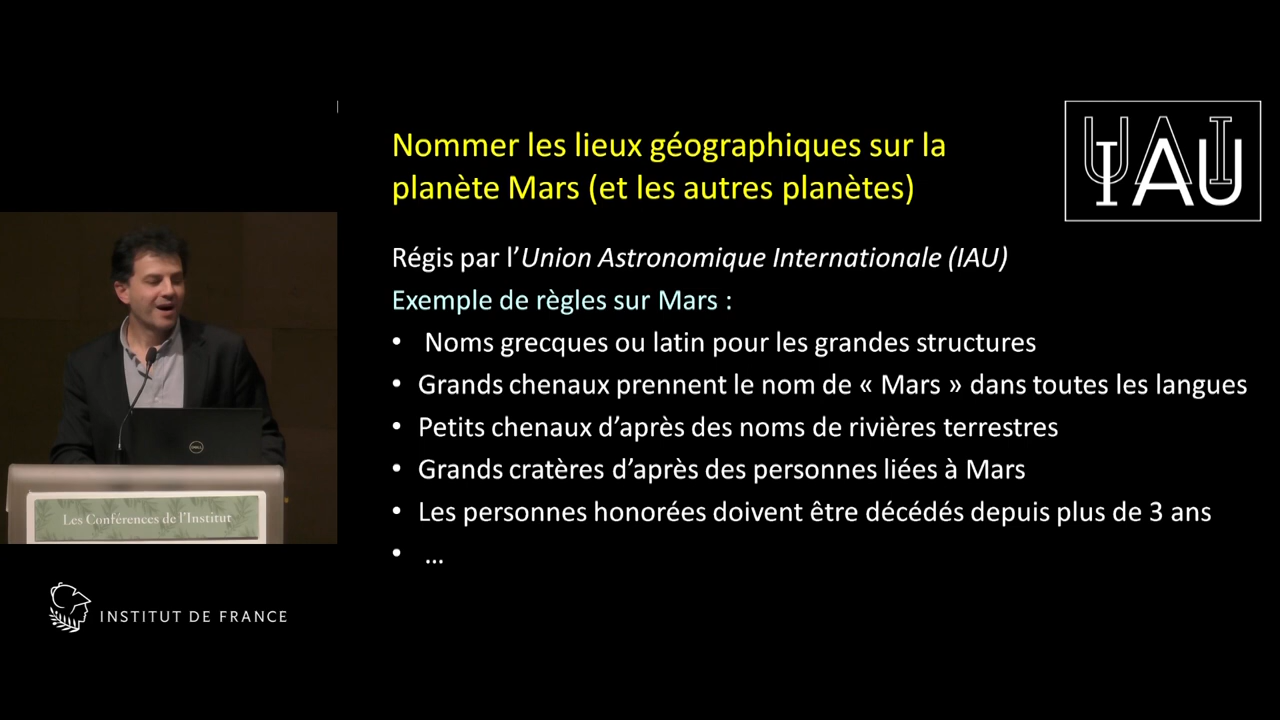 Nommer les lieux géographiques sur la
planète Mars (et les autres planètes)
UAI
IAU
Régis par l’Union Astronomique Internationale (IAU)
Exemple de règles sur Mars :
• Noms grecques ou latin pour les grandes structures
• Grands chenaux prennent le nom de « Mars » dans toutes les langues
• Petits chenaux d’après des noms de rivières terrestres
• Grands cratères d’après des personnes liées à Mars
• Les personnes honorées doivent être décédés depuis plus de 3 ans
• …
DELL
Les Conférences de l’Institut
INSTITUT DE FRANCE